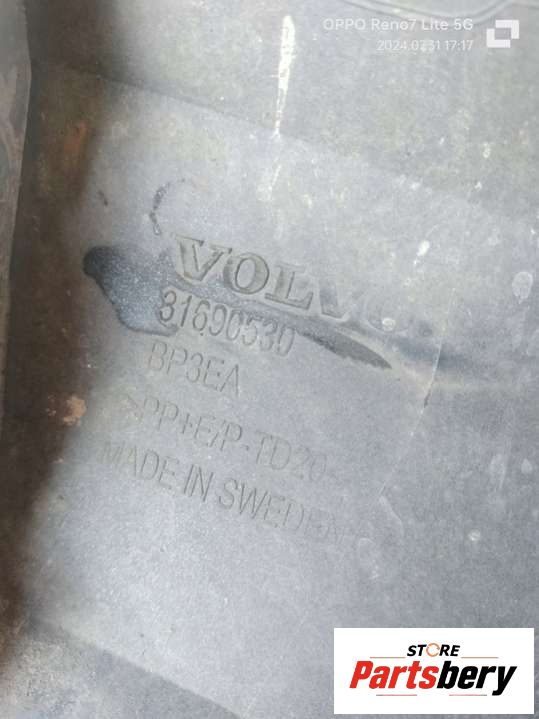 OPPO Reno7 Lite 5G
2024.02.31 17:17
VOLVO
31690530
BP3EA
>PP+E/P-TD20<
MADE IN SWEDEN
STORE
Partsbery